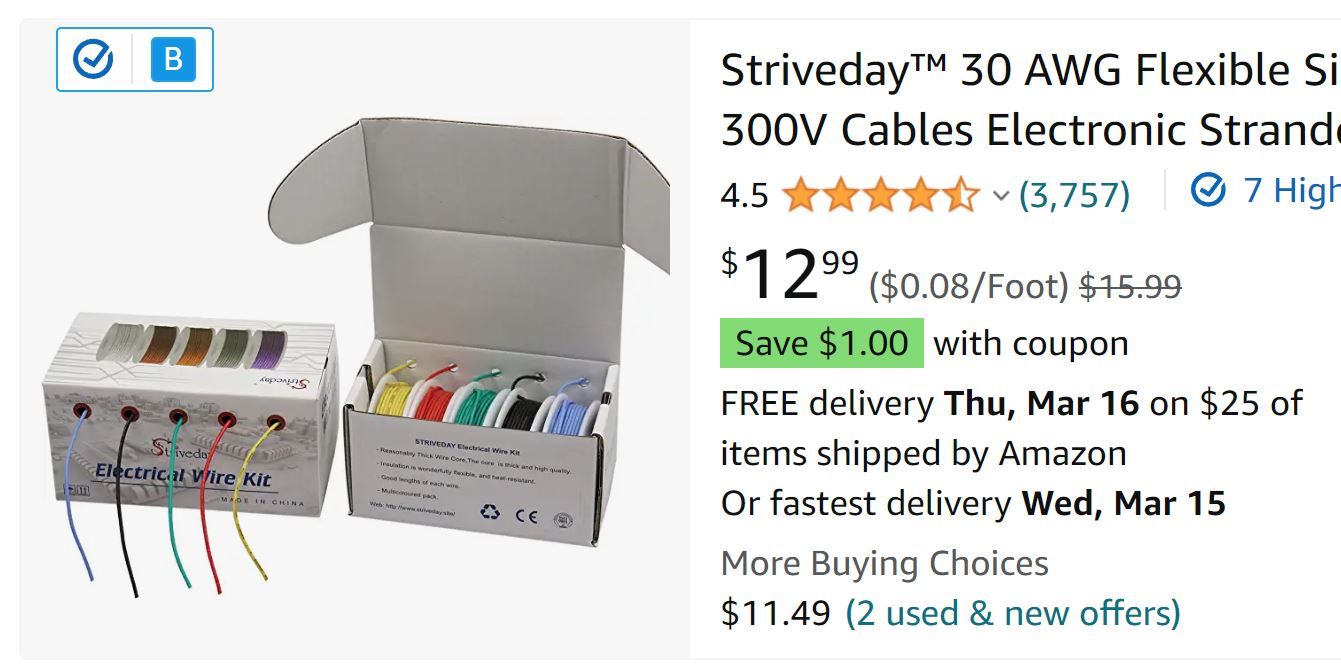 B
Striveday™ 30 AWG Flexible Si
300V Cables Electronic Strande
4.5 (3,757) 7 High
$12.99 ($0.08/Foot) $15.99
Save $1.00 with coupon
FREE delivery Thu, Mar 16 on $25 of
items shipped by Amazon
Or fastest delivery Wed, Mar 15
More Buying Choices
$11.49 (2 used & new offers)
Striveday
Striveday
Electrical Wire Kit
MADE IN CHINA
STRIVEDAY Electrical Wire Kit
- Reasonably Thick Wire Core,The core is thick and high quality.
- Insulation is wonderfully flexible, and heat-resistant.
- Good lengths of each wire.
- Multicoloured pack.
Web: http://www.striveday.site/
CE